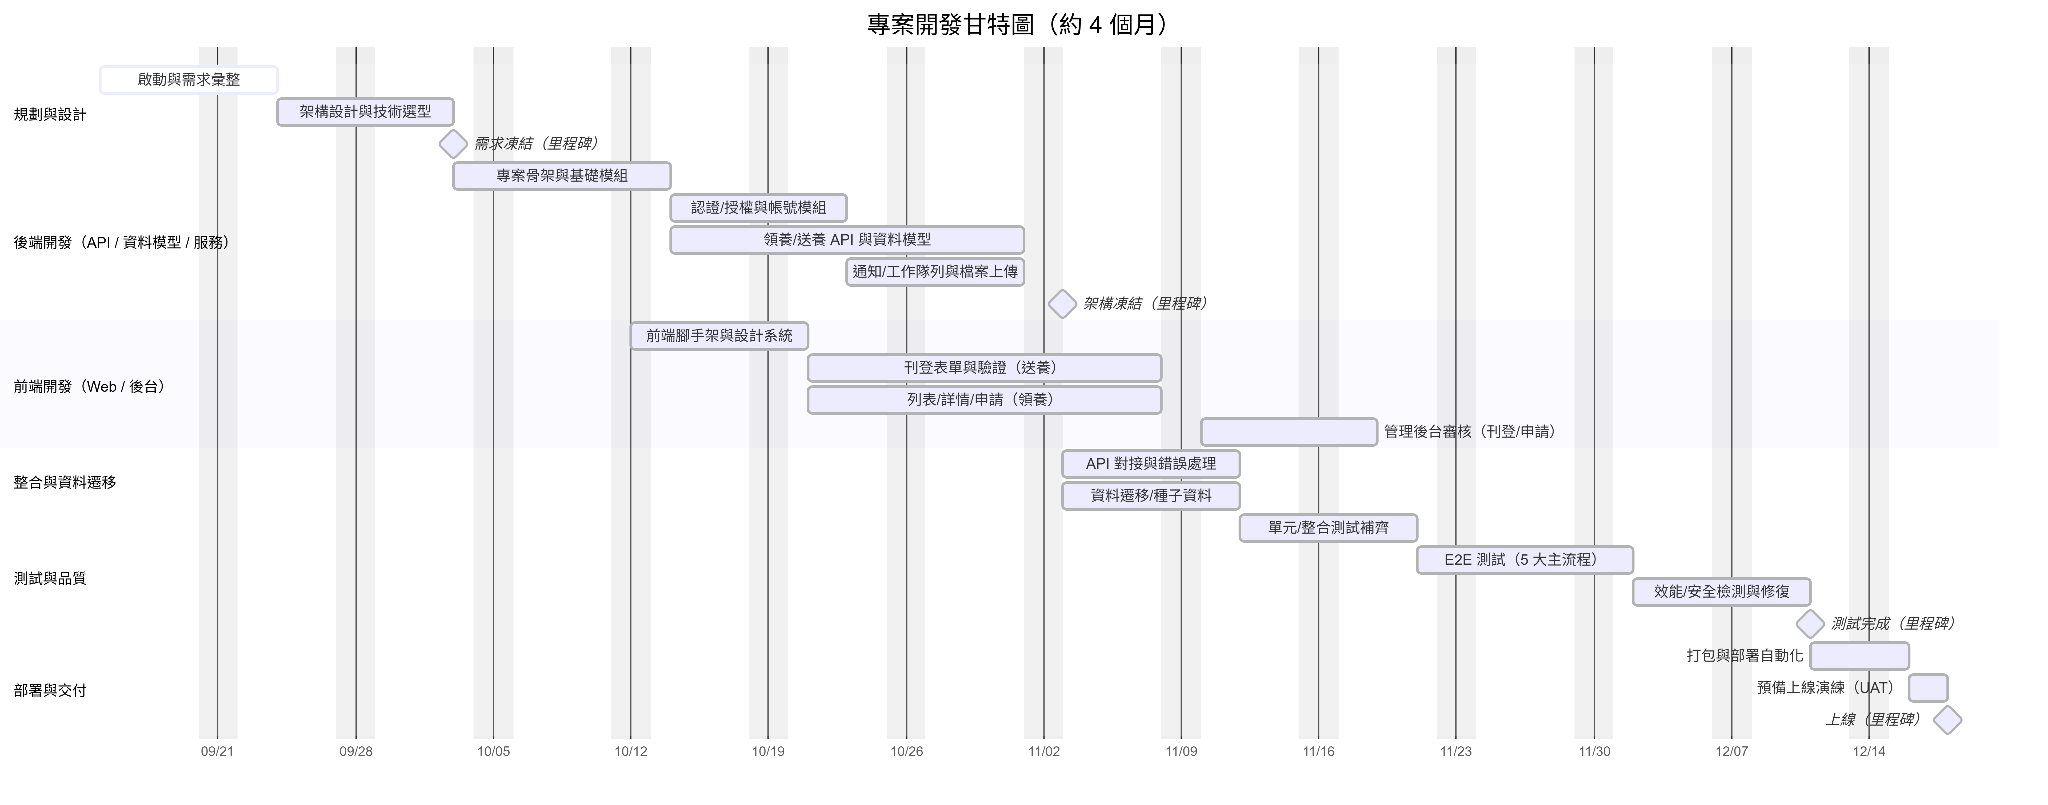 專案開發甘特圖（約 4 個月）
啟動與需求彙整
規劃與設計
架構設計與技術選型
需求凍結（里程碑）
專案骨架與基礎模組
認證/授權與帳號模組
後端開發（API / 資料模型 / 服務）
領養/送養 API 與資料模型
通知/工作隊列與檔案上傳
架構凍結（里程碑）
前端腳手架與設計系統
刊登表單與驗證（送養）
前端開發（Web / 後台）
列表/詳情/申請（領養）
管理後台審核（刊登/申請）
API 對接與錯誤處理
整合與資料遷移
資料遷移/種子資料
單元/整合測試補齊
E2E 測試（5 大主流程）
測試與品質
效能/安全檢測與修復
測試完成（里程碑）
打包與部署自動化
部署與交付
預備上線演練（UAT）
上線（里程碑）
09/21 09/28 10/05 10/12 10/19 10/26 11/02 11/09 11/16 11/23 11/30 12/07 12/14